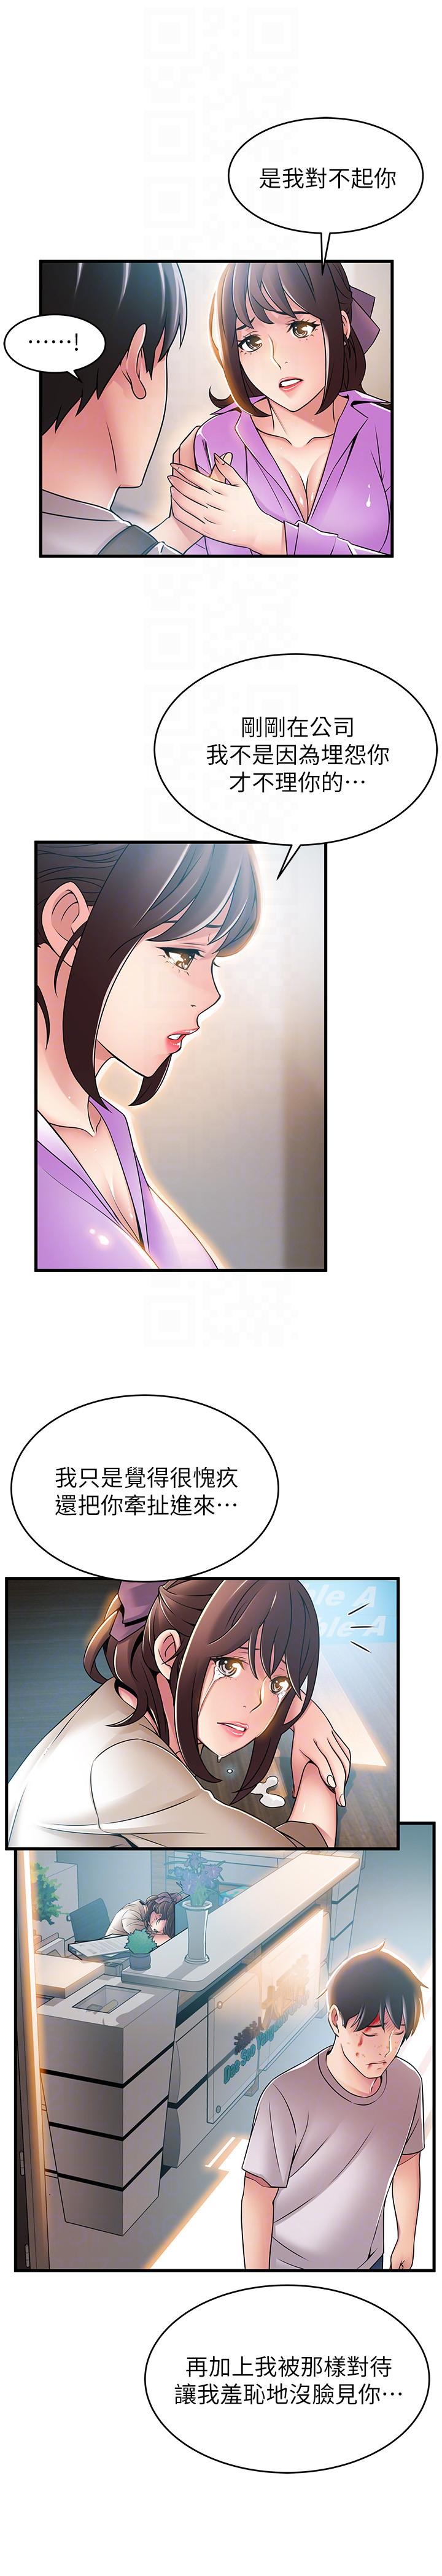 是我對不起你
……!
剛剛在公司
我不是因為埋怨你
才不理你的…
我只是覺得很愧疚
還把你牽扯進來…
ble A
ble A
再加上我被那樣對待
讓我羞恥地沒臉見你…